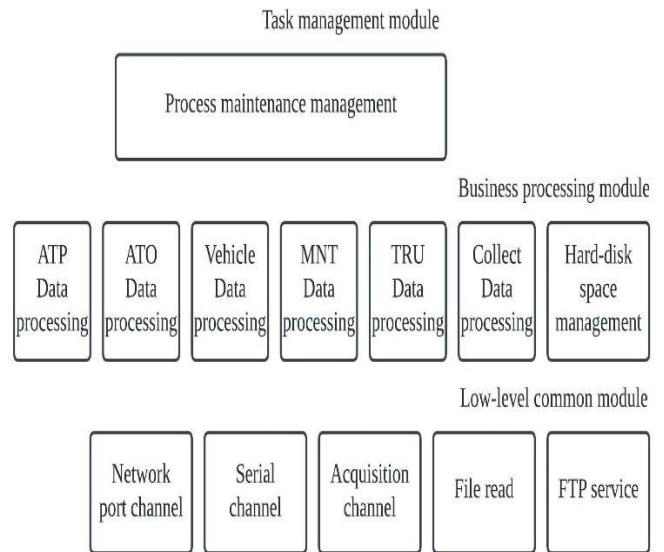 Task management module
Process maintenance management
Business processing module
ATP
Data
processing
ATO
Data
processing
Vehicle
Data
processing
MNT
Data
processing
TRU
Data
processing
Collect
Data
processing
Hard-disk
space
management
Low-level common module
Network
port channel
Serial
channel
Acquisition
channel
File read
FTP service